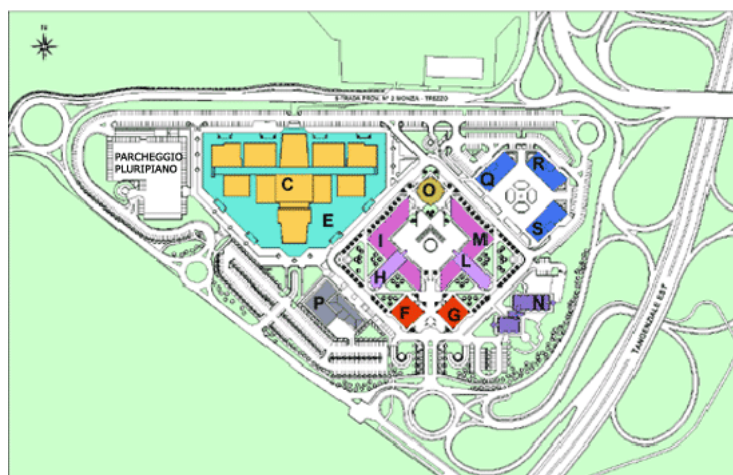 N
STRADA PROV. N° 2 MONZA - TREZZO
PARCHEGGIO
PLURIPIANO
C
E
O
Q
R
S
I
M
H
L
P
F
G
N
TANGENZIALE EST